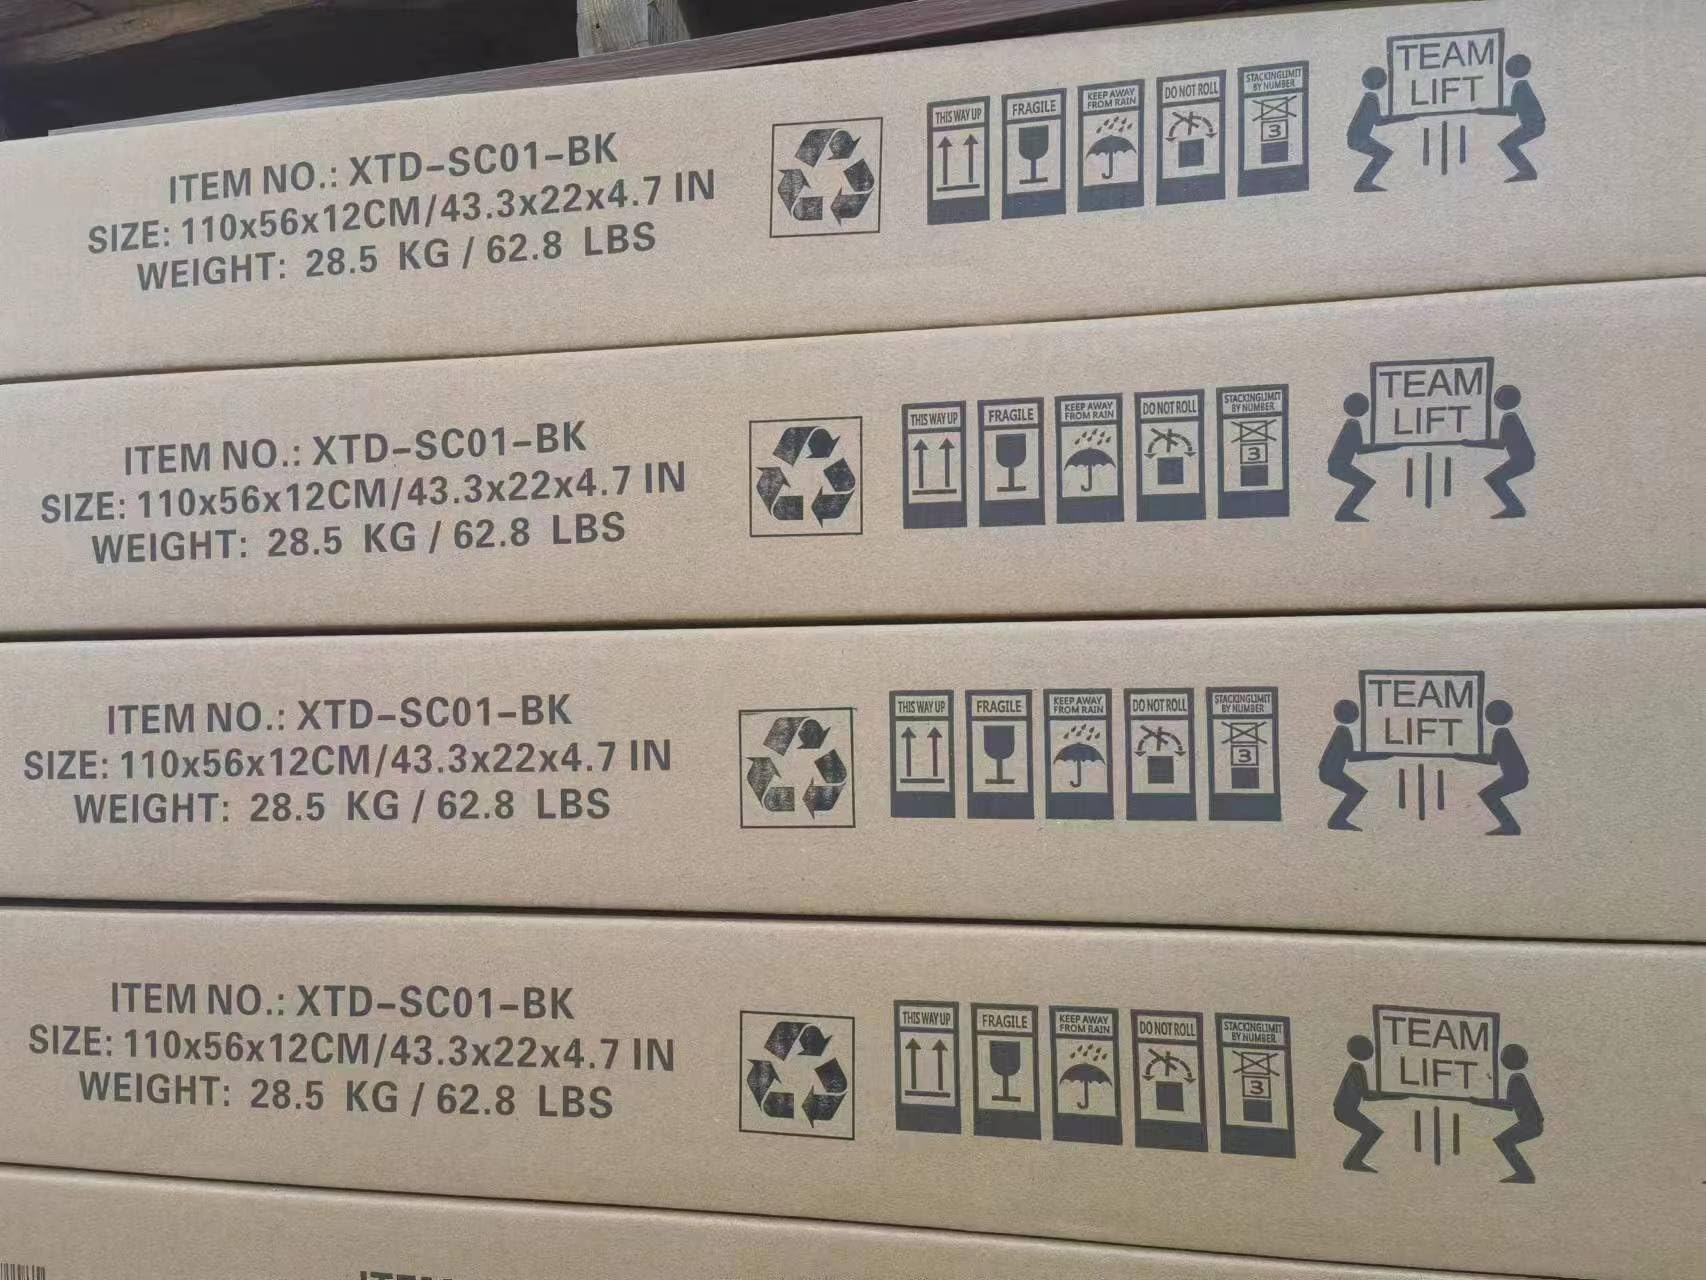 ITEM NO.: XTD-SC01-BK
SIZE: 110x56x12CM/43.3x22x4.7 IN
WEIGHT: 28.5 KG / 62.8 LBS
THIS WAY UP
FRAGILE
KEEP AWAY
FROM RAIN
DO NOT ROLL
STACKINGLIMIT
BY NUMBER
3
TEAM
LIFT
ITEM NO.: XTD-SC01-BK
SIZE: 110x56x12CM/43.3x22x4.7 IN
WEIGHT: 28.5 KG / 62.8 LBS
THIS WAY UP
FRAGILE
KEEP AWAY
FROM RAIN
DO NOT ROLL
STACKINGLIMIT
BY NUMBER
3
TEAM
LIFT
ITEM NO.: XTD-SC01-BK
SIZE: 110x56x12CM/43.3x22x4.7 IN
WEIGHT: 28.5 KG / 62.8 LBS
THIS WAY UP
FRAGILE
KEEP AWAY
FROM RAIN
DO NOT ROLL
STACKINGLIMIT
BY NUMBER
3
TEAM
LIFT
ITEM NO.: XTD-SC01-BK
SIZE: 110x56x12CM/43.3x22x4.7 IN
WEIGHT: 28.5 KG / 62.8 LBS
THIS WAY UP
FRAGILE
KEEP AWAY
FROM RAIN
DO NOT ROLL
STACKINGLIMIT
BY NUMBER
3
TEAM
LIFT